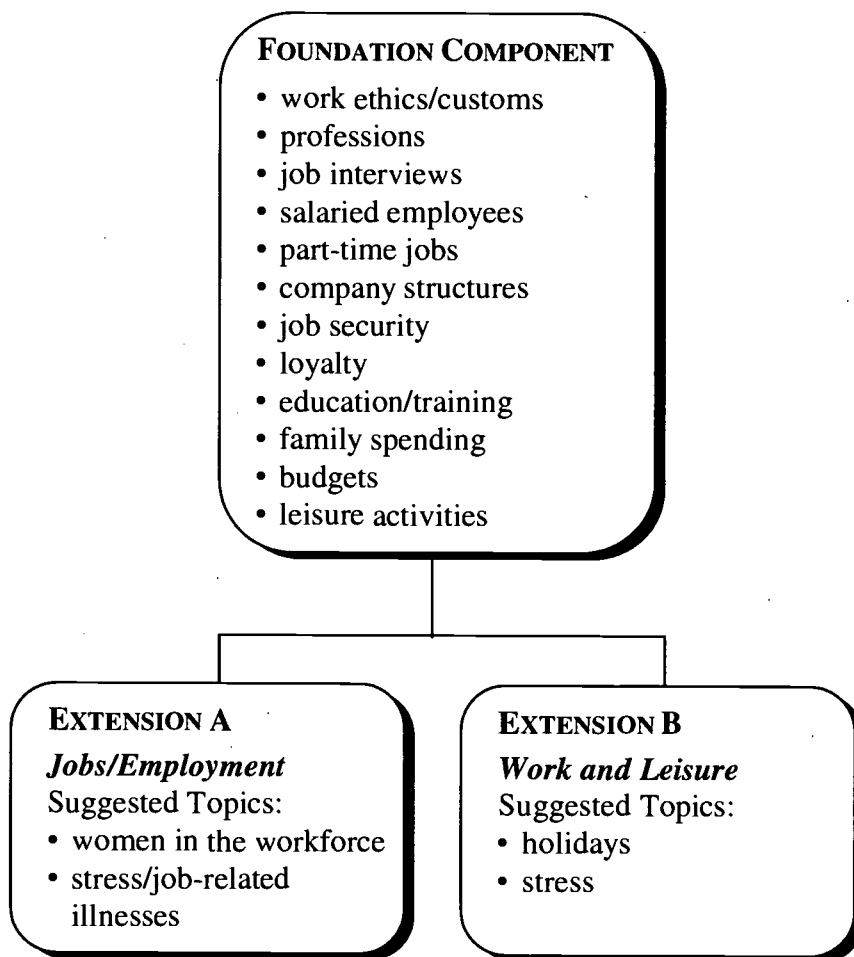 FOUNDATION COMPONENT
• work ethics/customs
• professions
• job interviews
• salaried employees
• part-time jobs
• company structures
• job security
• loyalty
• education/training
• family spending
• budgets
• leisure activities
EXTENSION A
Jobs/Employment
Suggested Topics:
• women in the workforce
• stress/job-related
illnesses
EXTENSION B
Work and Leisure
Suggested Topics:
• holidays
• stress